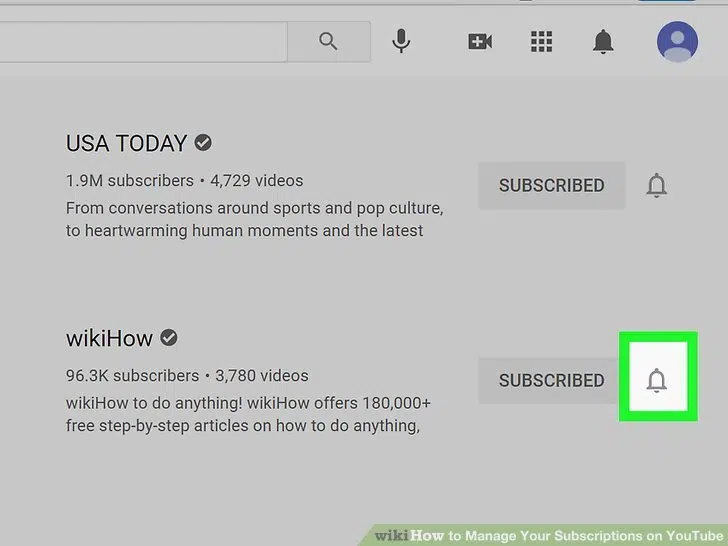 USA TODAY
1.9M subscribers • 4,729 videos
SUBSCRIBED
From conversations around sports and pop culture,
to heartwarming human moments and the latest
wikiHow
96.3K subscribers • 3,780 videos
SUBSCRIBED
wikiHow to do anything! wikiHow offers 180,000+
free step-by-step articles on how to do anything,
wikiHow to Manage Your Subscriptions on YouTube